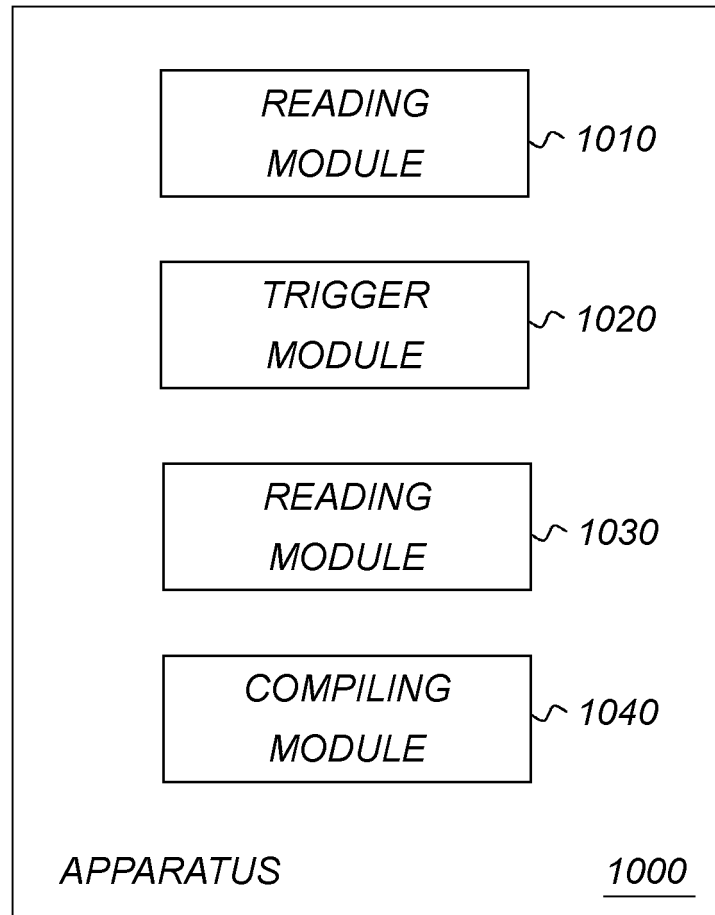 READING
MODULE
1010
TRIGGER
MODULE
1020
READING
MODULE
1030
COMPILING
MODULE
1040
APPARATUS 1000